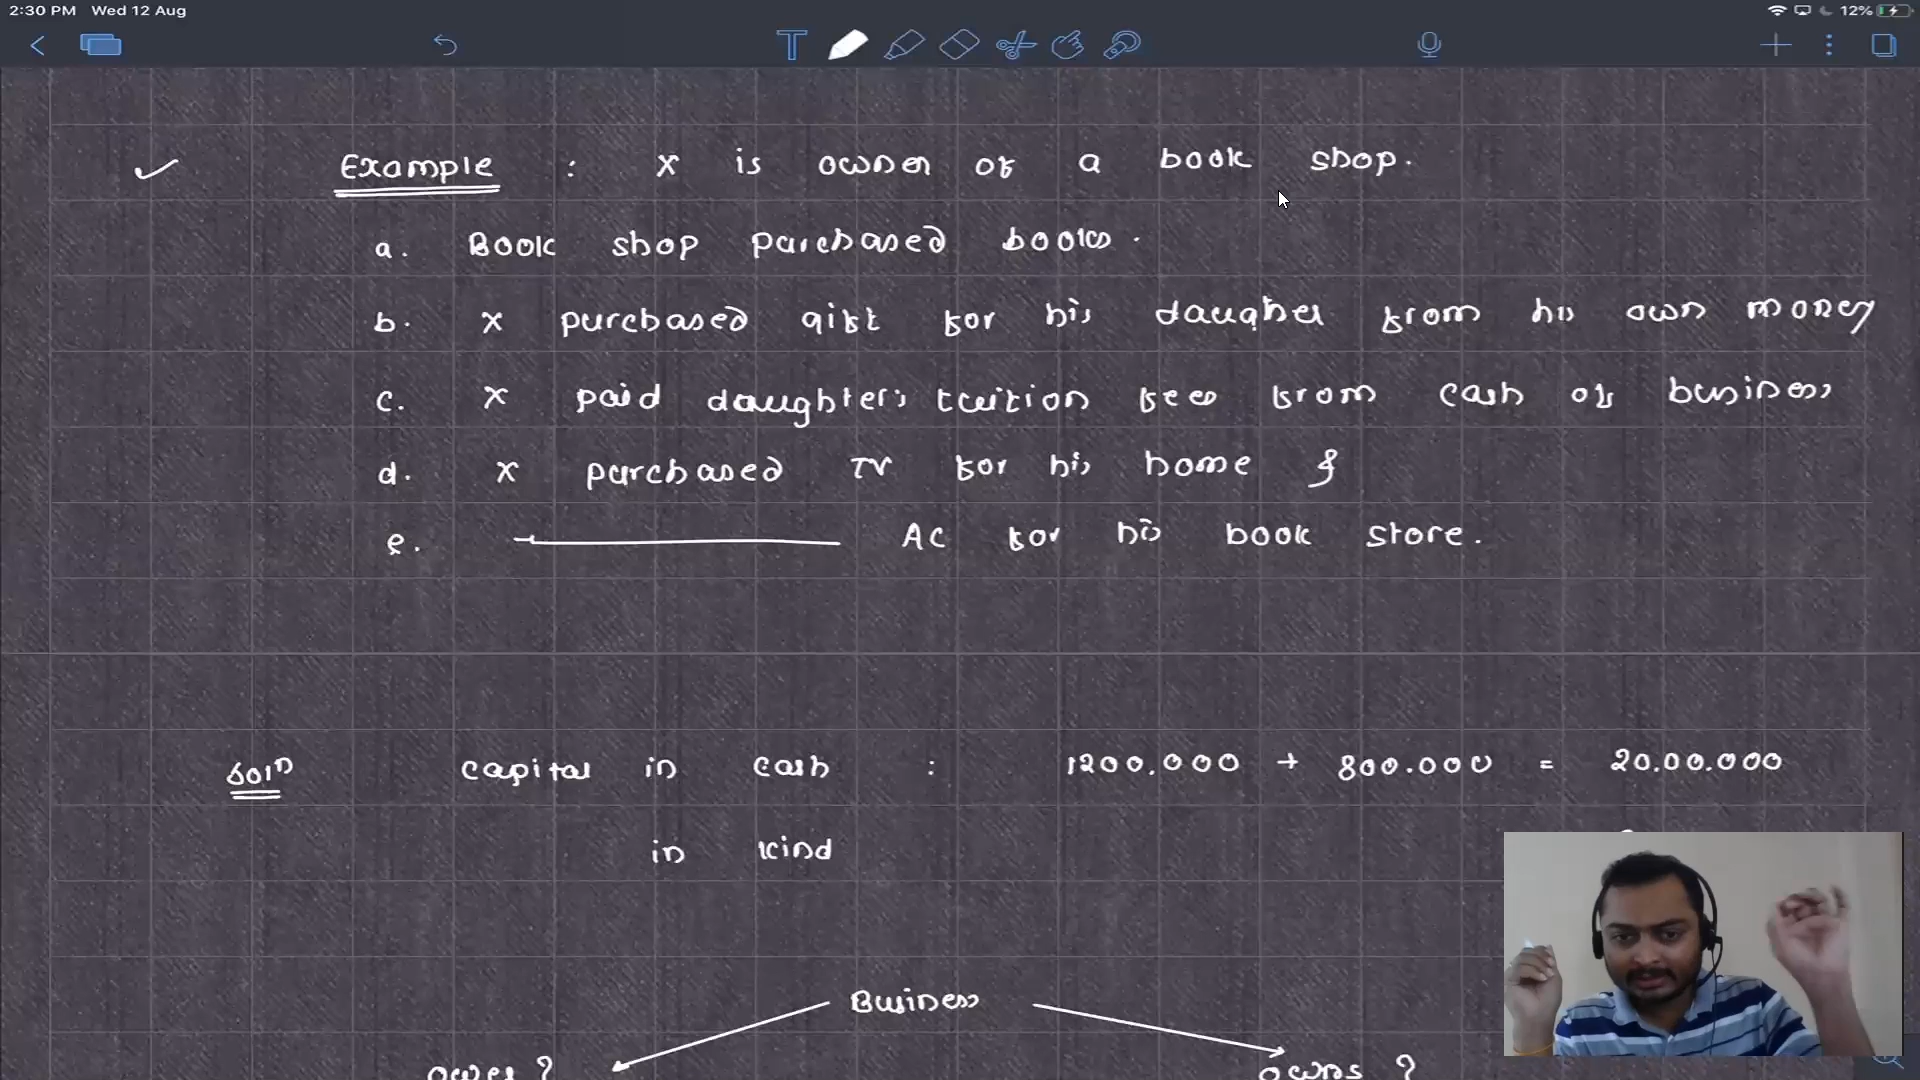 2:30 PM Wed 12 Aug
12%
Example : X is owner of a book shop.
a. Book shop purchased books.
b. X purchased gift for his daughter from his own money
c. X paid daughter's tuition fees from cash of business
d. X purchased TV for his home &
e. AC for his book store.
Soln Capital in cash : 1200.000 + 800.000 = 20.00.000
in kind
Business
owes ? owns ?